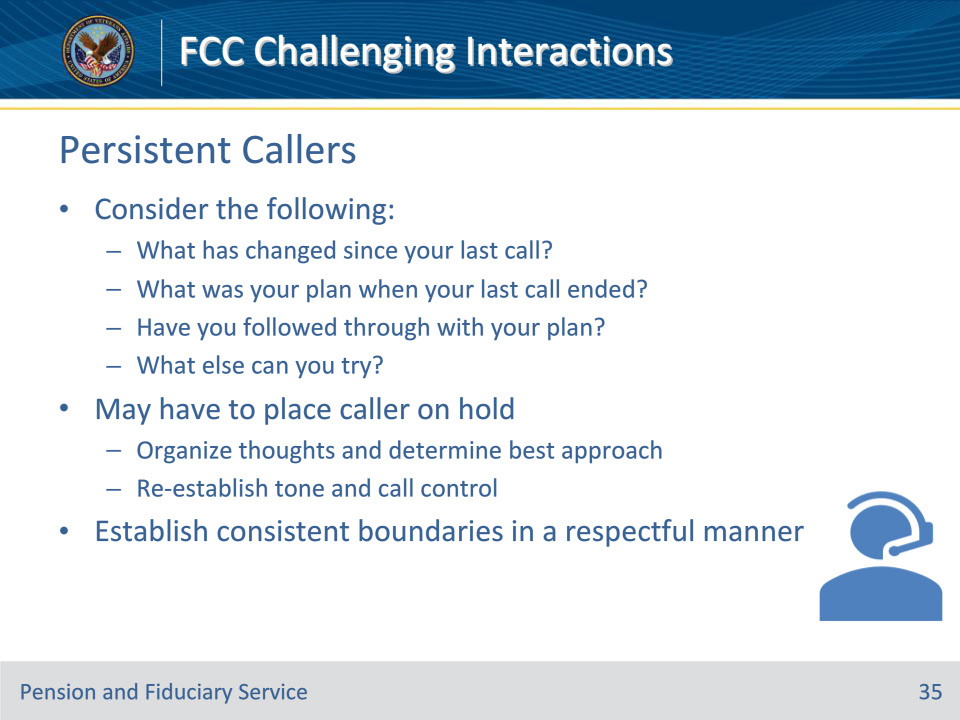 FCC Challenging Interactions
Persistent Callers
• Consider the following:
– What has changed since your last call?
– What was your plan when your last call ended?
– Have you followed through with your plan?
– What else can you try?
• May have to place caller on hold
– Organize thoughts and determine best approach
– Re-establish tone and call control
• Establish consistent boundaries in a respectful manner
Pension and Fiduciary Service
35